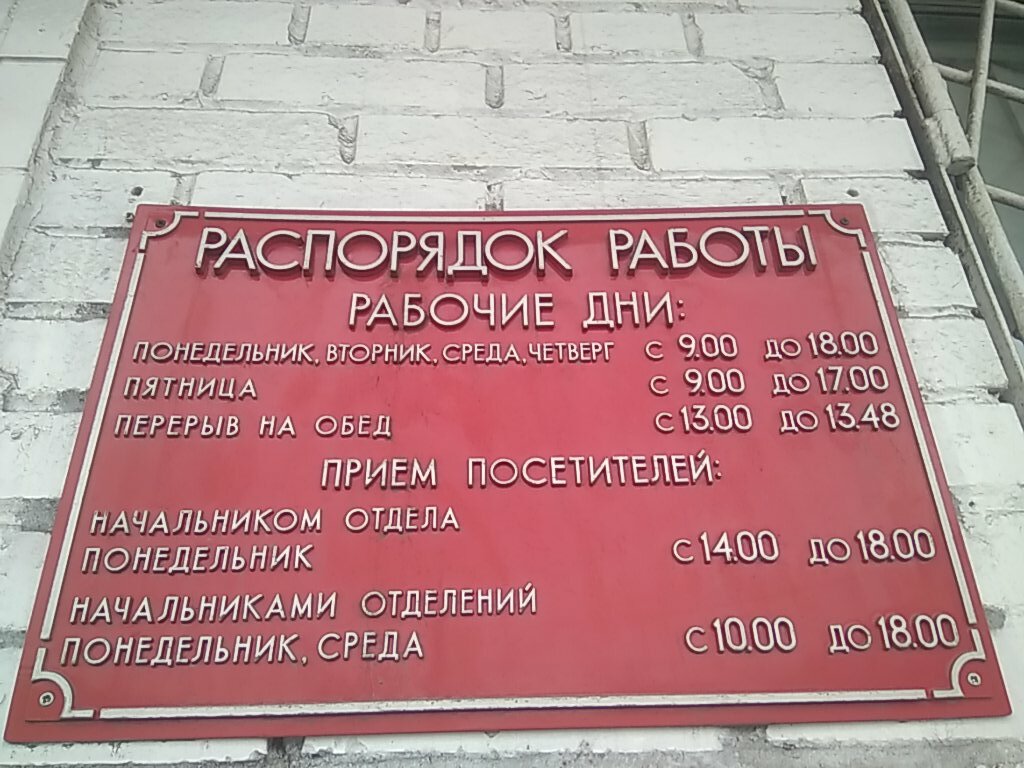 РАСПОРЯДОК РАБОТЫ
РАБОЧИЕ ДНИ:
ПОНЕДЕЛЬНИК, ВТОРНИК, СРЕДА, ЧЕТВЕРГ С 9.00 ДО 18.00
ПЯТНИЦА С 9.00 ДО 17.00
ПЕРЕРЫВ НА ОБЕД С 13.00 ДО 13.48
ПРИЕМ ПОСЕТИТЕЛЕЙ:
НАЧАЛЬНИКОМ ОТДЕЛА
ПОНЕДЕЛЬНИК С 14.00 ДО 18.00
НАЧАЛЬНИКАМИ ОТДЕЛЕНИЙ
ПОНЕДЕЛЬНИК, СРЕДА С 10.00 ДО 18.00